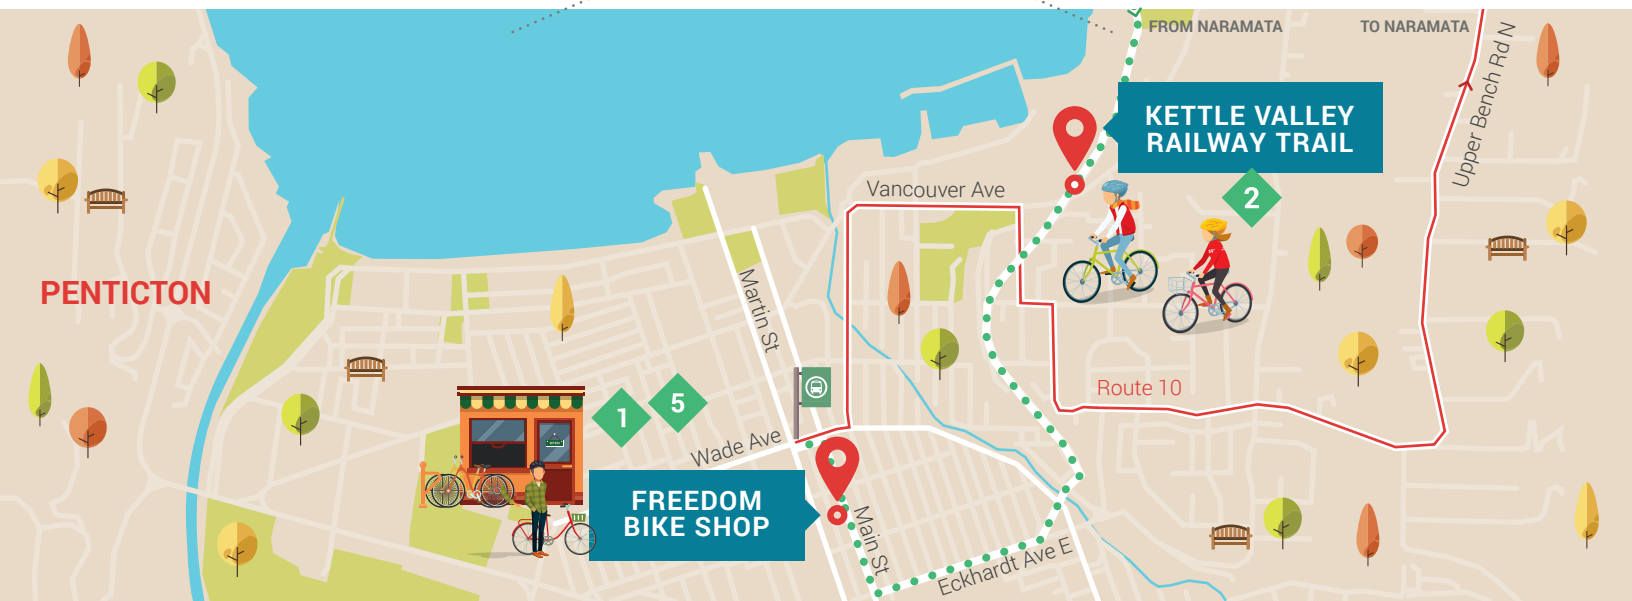 FROM NARAMATA
TO NARAMATA
Upper Bench Rd N
KETTLE VALLEY
RAILWAY TRAIL
2
Vancouver Ave
PENTICTON
Martin St
Route 10
1
5
Wade Ave
OPEN
FREEDOM
BIKE SHOP
Main St
Eckhardt Ave E